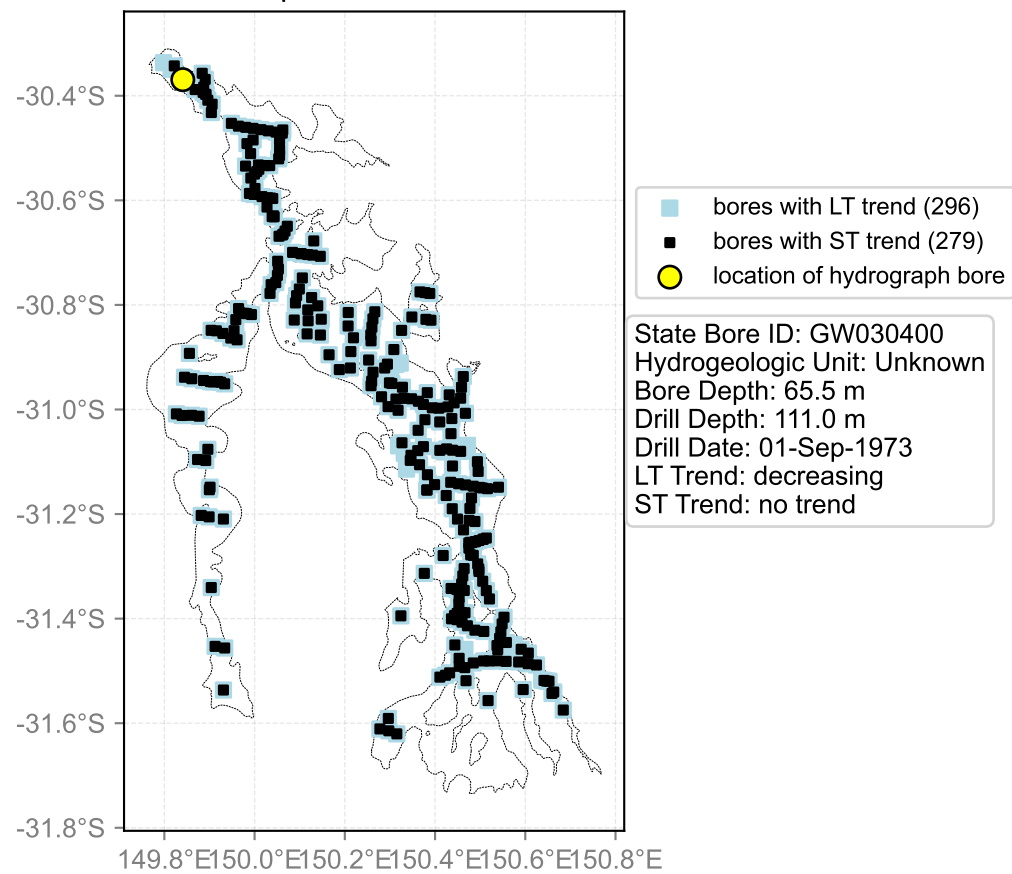 -30.4°S
-30.6°S
-30.8°S
-31.0°S
-31.2°S
-31.4°S
-31.6°S
-31.8°S
149.8°E150.0°E150.2°E150.4°E150.6°E150.8°E
bores with LT trend (296)
bores with ST trend (279)
location of hydrograph bore
State Bore ID: GW030400
Hydrogeologic Unit: Unknown
Bore Depth: 65.5 m
Drill Depth: 111.0 m
Drill Date: 01-Sep-1973
LT Trend: decreasing
ST Trend: no trend